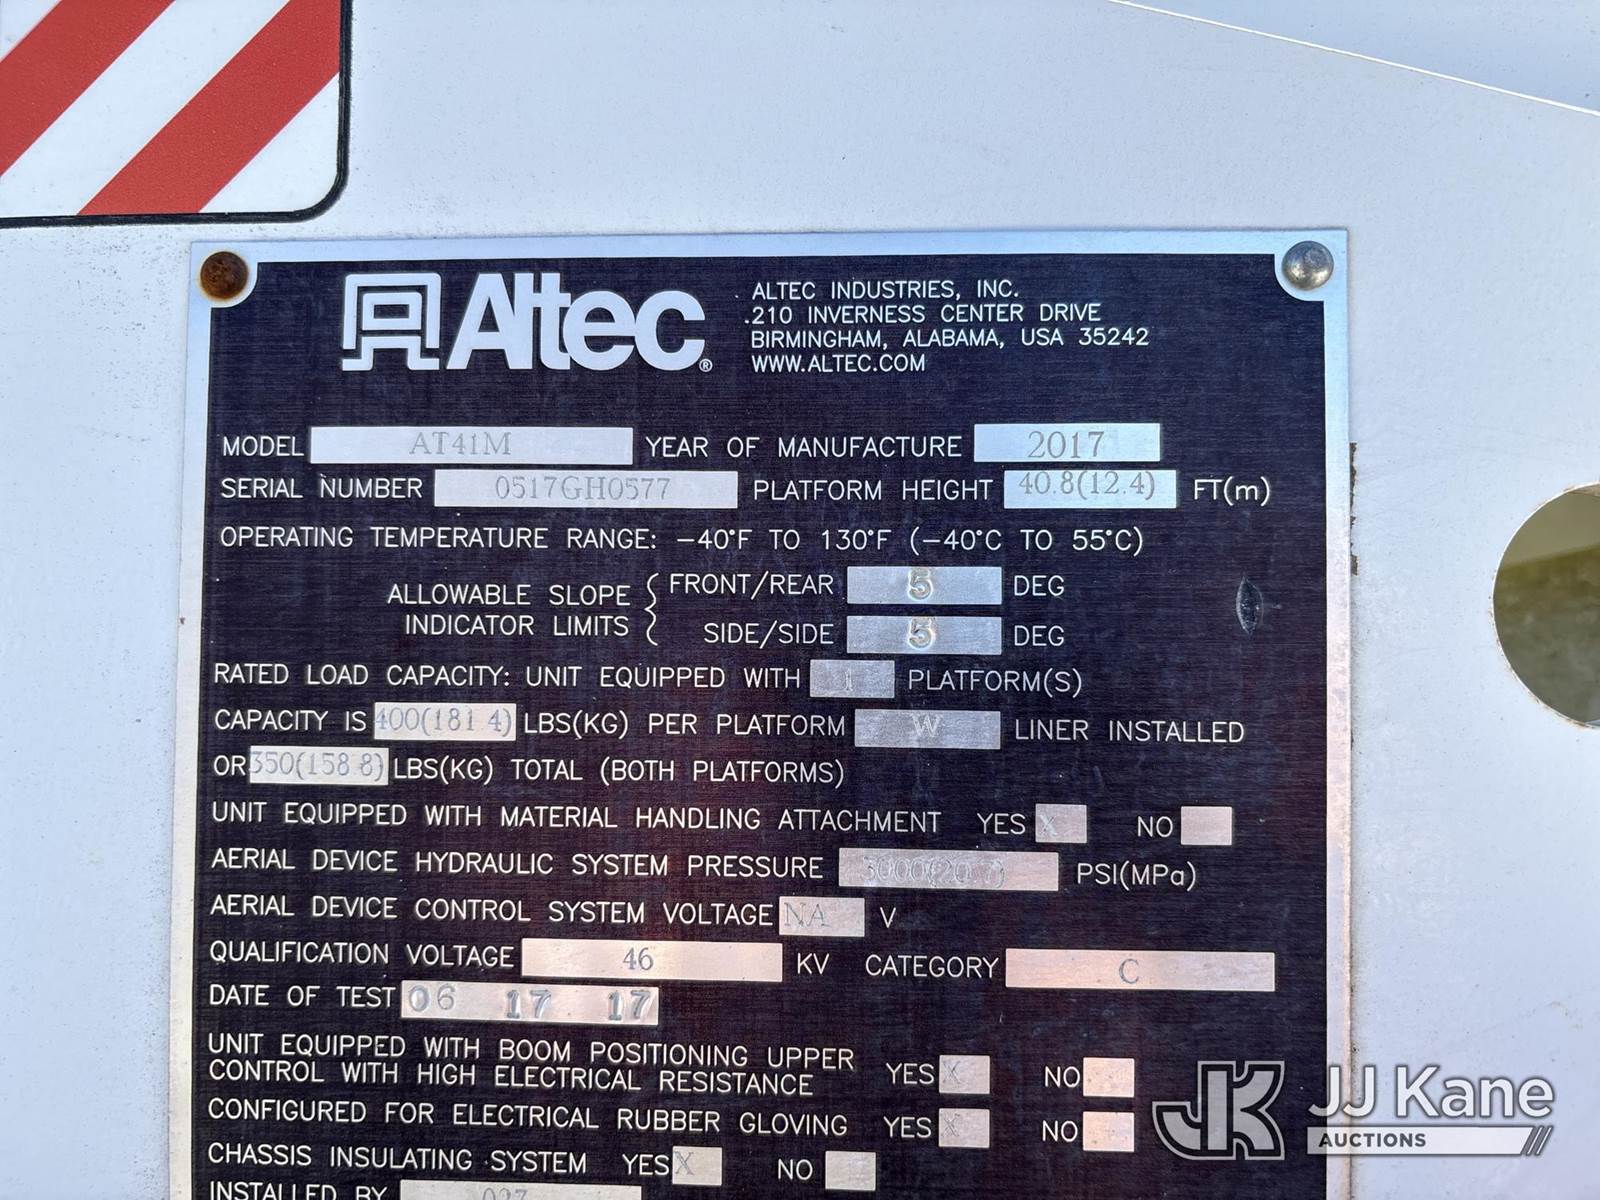 Altec®
ALTEC INDUSTRIES, INC.
210 INVERNESS CENTER DRIVE
BIRMINGHAM, ALABAMA, USA 35242
WWW.ALTEC.COM
MODEL AT41M YEAR OF MANUFACTURE 2017
SERIAL NUMBER 0517GH0577 PLATFORM HEIGHT 40.8(12.4) FT(m)
OPERATING TEMPERATURE RANGE: -40°F TO 130°F (-40°C TO 55°C)
ALLOWABLE SLOPE INDICATOR LIMITS
FRONT/REAR 5 DEG
SIDE/SIDE 5 DEG
RATED LOAD CAPACITY: UNIT EQUIPPED WITH 1 PLATFORM(S)
CAPACITY IS 400(181 4) LBS(KG) PER PLATFORM W LINER INSTALLED
OR 350(158 8) LBS(KG) TOTAL (BOTH PLATFORMS)
UNIT EQUIPPED WITH MATERIAL HANDLING ATTACHMENT YES X NO
AERIAL DEVICE HYDRAULIC SYSTEM PRESSURE 3000(20.7) PSI(MPa)
AERIAL DEVICE CONTROL SYSTEM VOLTAGE NA V
QUALIFICATION VOLTAGE 46 KV CATEGORY C
DATE OF TEST 06 17 17
UNIT EQUIPPED WITH BOOM POSITIONING UPPER
CONTROL WITH HIGH ELECTRICAL RESISTANCE YES X NO
CONFIGURED FOR ELECTRICAL RUBBER GLOVING YES X NO
CHASSIS INSULATING SYSTEM YES X NO
INSTALLED BY 027
JK JJ Kane
AUCTIONS